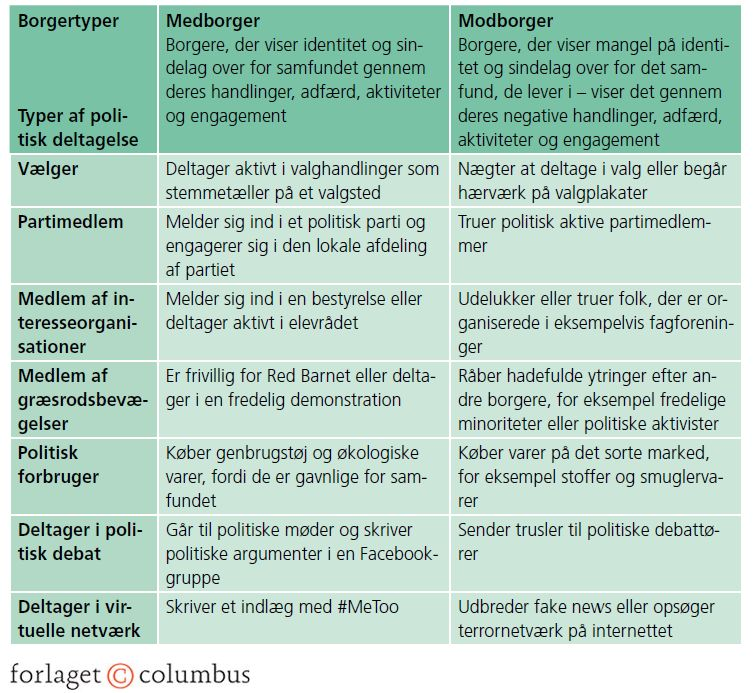 Borgertyper
Typer af poli-
tisk deltagelse
Medborger
Borgere, der viser identitet og sin-
delag over for samfundet gennem
deres handlinger, adfærd, aktiviteter
og engagement
Modborger
Borgere, der viser mangel på identi-
tet og sindelag over for det sam-
fund, de lever i – viser det gennem
deres negative handlinger, adfærd,
aktiviteter og engagement
Vælger
Deltager aktivt i valghandlinger som
stemmetæller på et valgsted
Nægter at deltage i valg eller begår
hærværk på valgplakater
Partimedlem
Melder sig ind i et politisk parti og
engagerer sig i den lokale afdeling
af partiet
Truer politisk aktive partimedlem-
mer
Medlem af in-
teresseorgani-
sationer
Melder sig ind i en bestyrelse eller
deltager aktivt i elevrådet
Udelukker eller truer folk, der er or-
ganiserede i eksempelvis fagforenin-
ger
Medlem af
græsrodsbevæ-
gelser
Er frivillig for Red Barnet eller delta-
ger i en fredelig demonstration
Råber hadefulde ytringer efter an-
dre borgere, for eksempel fredelige
minoriteter eller politiske aktivister
Politisk
forbruger
Køber genbrugstøj og økologiske
varer, fordi de er gavnlige for sam-
fundet
Køber varer på det sorte marked,
for eksempel stoffer og smuglerva-
rer
Deltager i poli-
tisk debat
Går til politiske møder og skriver
politiske argumenter i en Facebook-
gruppe
Sender trusler til politiske debattø-
rer
Deltager i vir-
tuelle netværk
Skriver et indlæg med #MeToo
Udbreder fake news eller opsøger
terrornetværk på internettet
forlaget © columbus